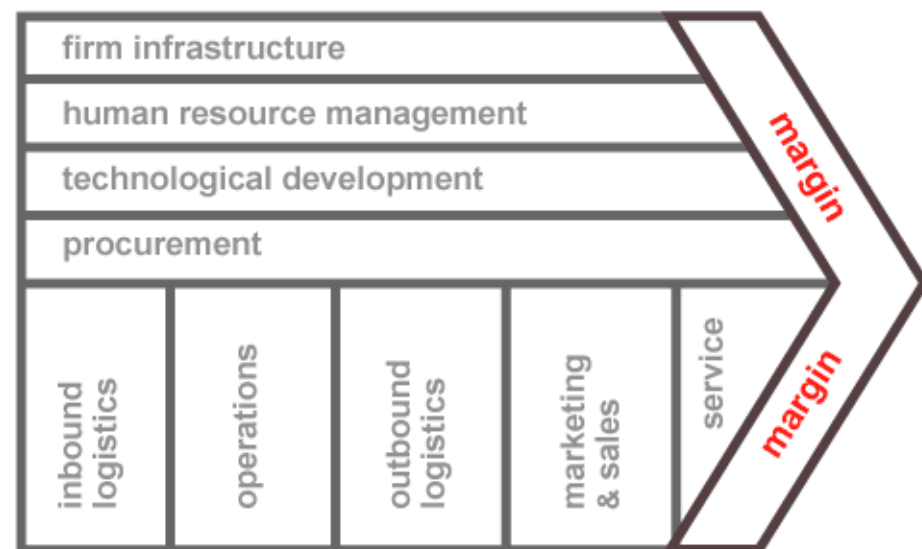 firm infrastructure
human resource management
technological development
procurement
inbound
logistics
operations
outbound
logistics
marketing
& sales
service
margin
margin